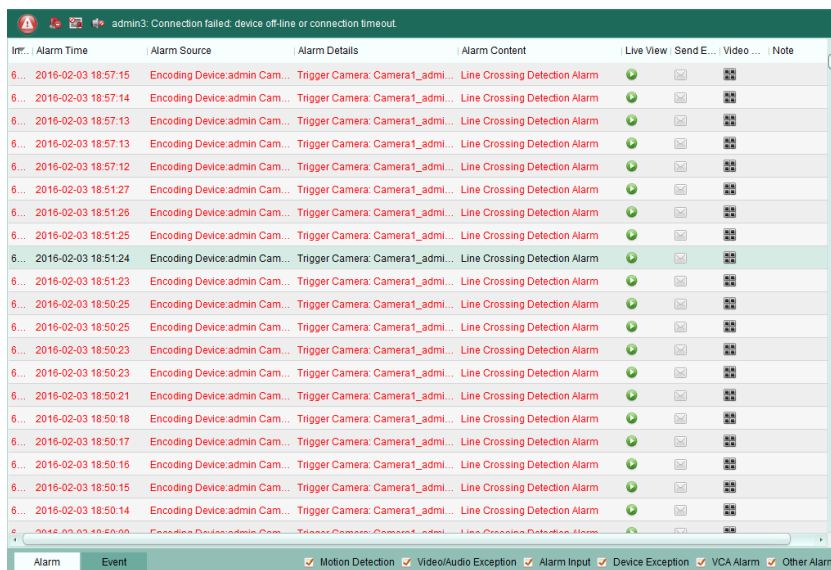 admin3: Connection failed: device off-line or connection timeout.
Alarm Time Alarm Source Alarm Details Alarm Content Live View Send E... Video ... Note
6... 2016-02-03 18:57:15 Encoding Device:admin Cam... Trigger Camera: Camera1_admi... Line Crossing Detection Alarm
6... 2016-02-03 18:57:14 Encoding Device:admin Cam... Trigger Camera: Camera1_admi... Line Crossing Detection Alarm
6... 2016-02-03 18:57:13 Encoding Device:admin Cam... Trigger Camera: Camera1_admi... Line Crossing Detection Alarm
6... 2016-02-03 18:57:13 Encoding Device:admin Cam... Trigger Camera: Camera1_admi... Line Crossing Detection Alarm
6... 2016-02-03 18:57:12 Encoding Device:admin Cam... Trigger Camera: Camera1_admi... Line Crossing Detection Alarm
6... 2016-02-03 18:51:27 Encoding Device:admin Cam... Trigger Camera: Camera1_admi... Line Crossing Detection Alarm
6... 2016-02-03 18:51:26 Encoding Device:admin Cam... Trigger Camera: Camera1_admi... Line Crossing Detection Alarm
6... 2016-02-03 18:51:25 Encoding Device:admin Cam... Trigger Camera: Camera1_admi... Line Crossing Detection Alarm
6... 2016-02-03 18:51:24 Encoding Device:admin Cam... Trigger Camera: Camera1_admi... Line Crossing Detection Alarm
6... 2016-02-03 18:51:23 Encoding Device:admin Cam... Trigger Camera: Camera1_admi... Line Crossing Detection Alarm
6... 2016-02-03 18:50:25 Encoding Device:admin Cam... Trigger Camera: Camera1_admi... Line Crossing Detection Alarm
6... 2016-02-03 18:50:25 Encoding Device:admin Cam... Trigger Camera: Camera1_admi... Line Crossing Detection Alarm
6... 2016-02-03 18:50:23 Encoding Device:admin Cam... Trigger Camera: Camera1_admi... Line Crossing Detection Alarm
6... 2016-02-03 18:50:23 Encoding Device:admin Cam... Trigger Camera: Camera1_admi... Line Crossing Detection Alarm
6... 2016-02-03 18:50:21 Encoding Device:admin Cam... Trigger Camera: Camera1_admi... Line Crossing Detection Alarm
6... 2016-02-03 18:50:18 Encoding Device:admin Cam... Trigger Camera: Camera1_admi... Line Crossing Detection Alarm
6... 2016-02-03 18:50:17 Encoding Device:admin Cam... Trigger Camera: Camera1_admi... Line Crossing Detection Alarm
6... 2016-02-03 18:50:16 Encoding Device:admin Cam... Trigger Camera: Camera1_admi... Line Crossing Detection Alarm
6... 2016-02-03 18:50:15 Encoding Device:admin Cam... Trigger Camera: Camera1_admi... Line Crossing Detection Alarm
6... 2016-02-03 18:50:14 Encoding Device:admin Cam... Trigger Camera: Camera1_admi... Line Crossing Detection Alarm
Alarm Event Motion Detection Video/Audio Exception Alarm Input Device Exception VCA Alarm Other Alarm